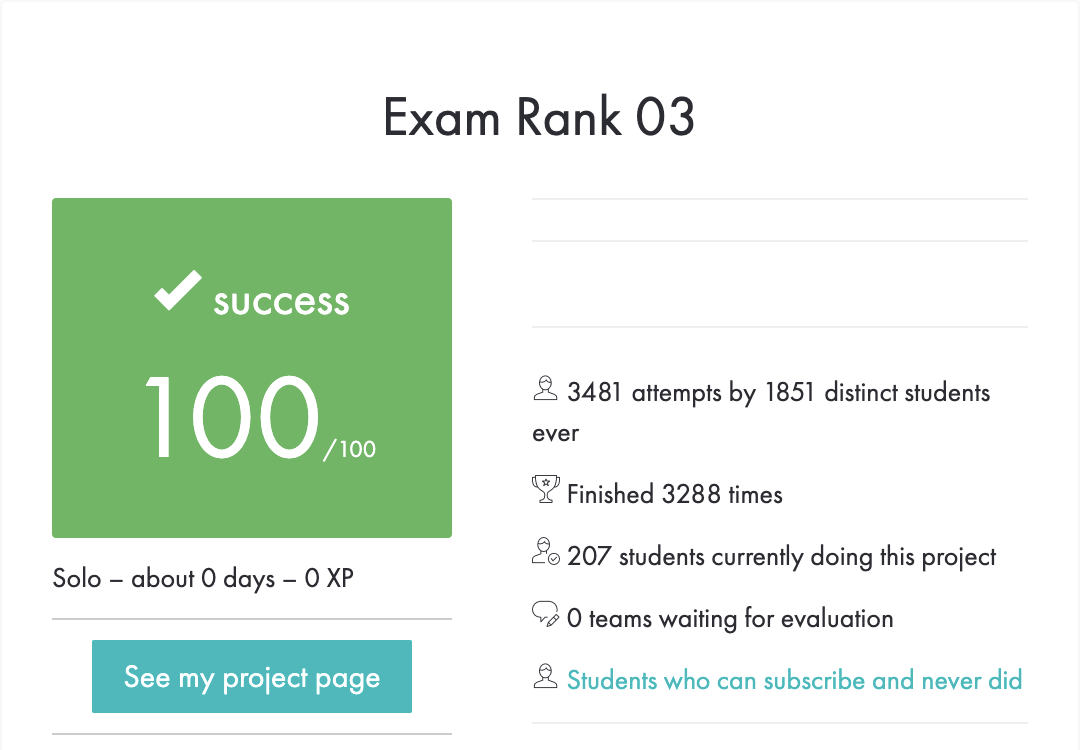 Exam Rank 03
success
100/100
Solo – about 0 days – 0 XP
See my project page
3481 attempts by 1851 distinct students
ever
Finished 3288 times
207 students currently doing this project
0 teams waiting for evaluation
Students who can subscribe and never did